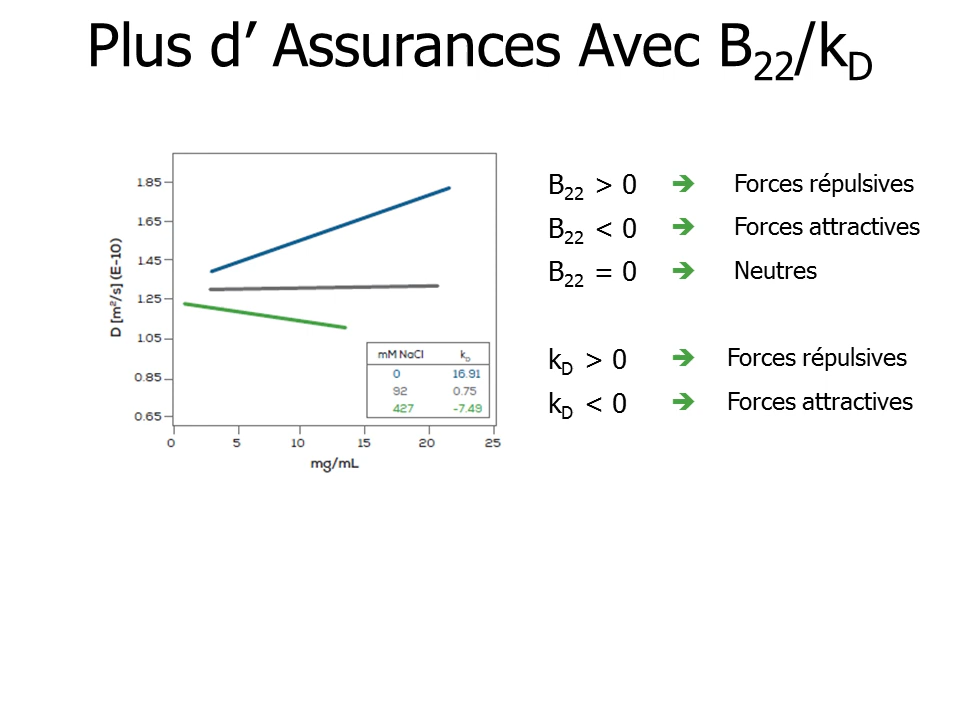 Plus d’ Assurances Avec B22/kD
D [m²/s] (E-10)
1.85
1.65
1.45
1.25
1.05
0.85
0.65
0 5 10 15 20 25
mg/mL
mM NaCl kD
0 16.91
92 0.75
427 -7.49
B22 > 0 ➔ Forces répulsives
B22 < 0 ➔ Forces attractives
B22 = 0 ➔ Neutres
kD > 0 ➔ Forces répulsives
kD < 0 ➔ Forces attractives